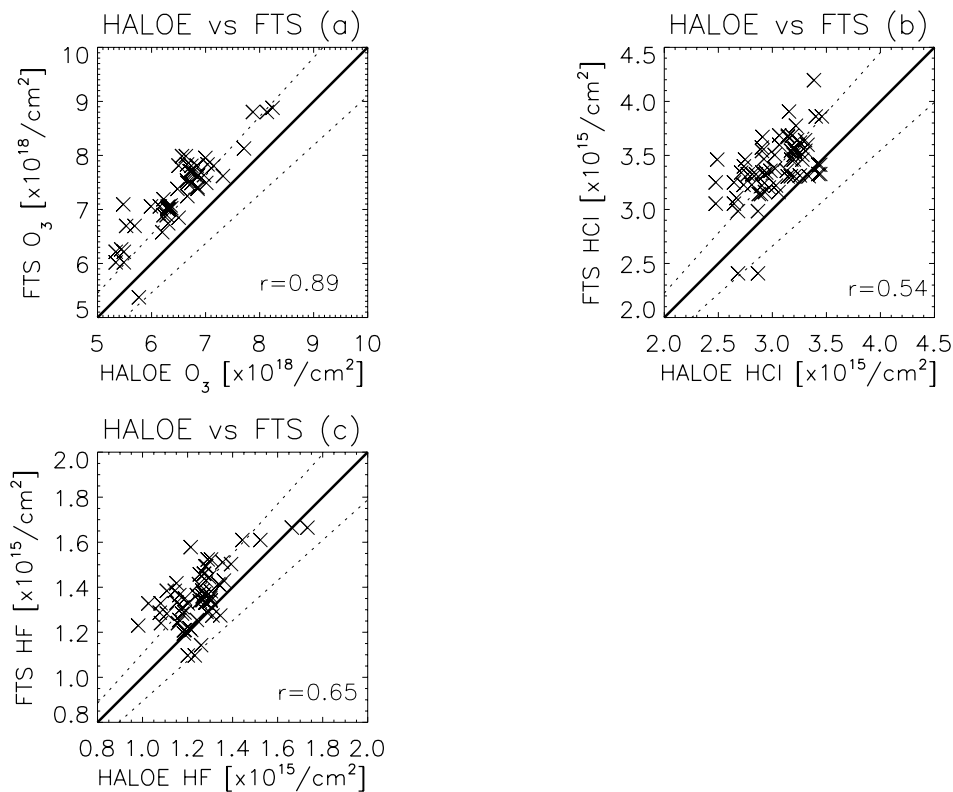 HALOE vs FTS (a)
10
9
8
7
6
5
FTS O3 [x10^18/cm^2]
r=0.89
5 6 7 8 9 10
HALOE O3 [x10^18/cm^2]
HALOE vs FTS (b)
4.5
4.0
3.5
3.0
2.5
2.0
FTS HCl [x10^15/cm^2]
r=0.54
2.0 2.5 3.0 3.5 4.0 4.5
HALOE HCl [x10^15/cm^2]
HALOE vs FTS (c)
2.0
1.8
1.6
1.4
1.2
1.0
0.8
FTS HF [x10^15/cm^2]
r=0.65
0.8 1.0 1.2 1.4 1.6 1.8 2.0
HALOE HF [x10^15/cm^2]